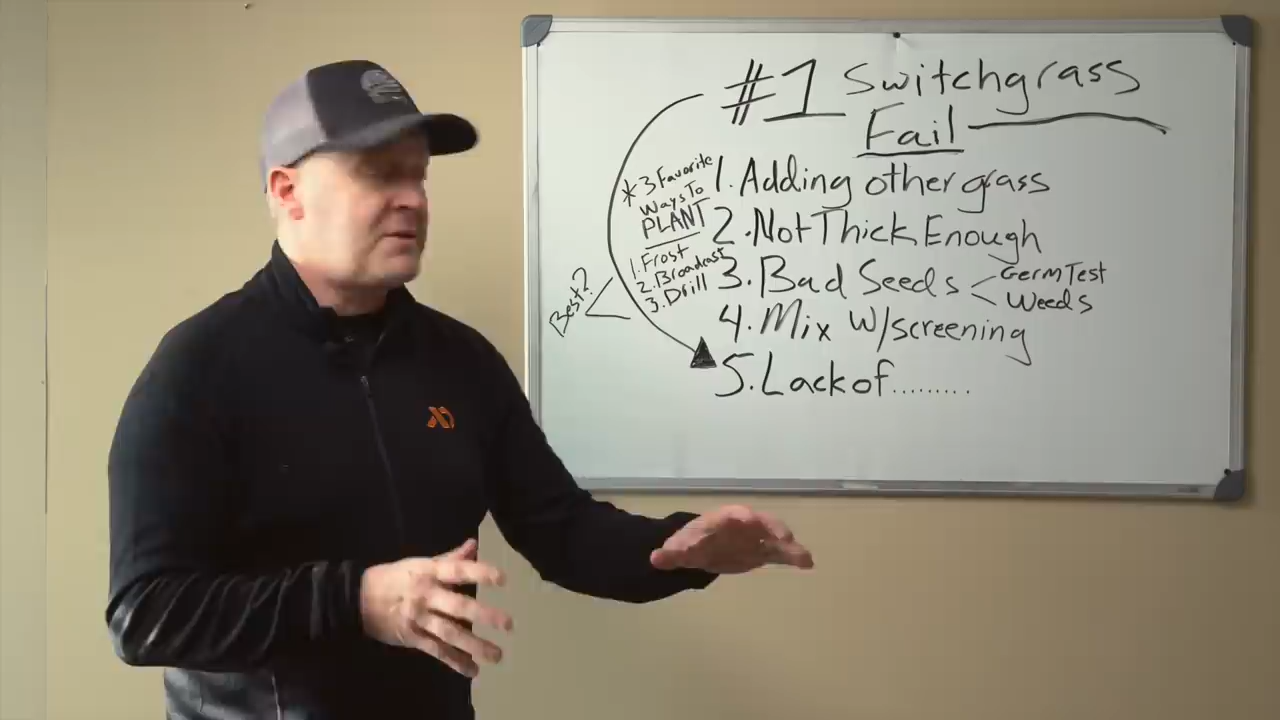 #1 Switchgrass
Fail
1. Adding other grass
2. Not Thick Enough
3. Bad Seeds
Germ Test
Weeds
4. Mix w/screening
5. Lack of.........
*3 Favorite
Ways To
PLANT
1. Frost
2. Broadcast
3. Drill
Best?